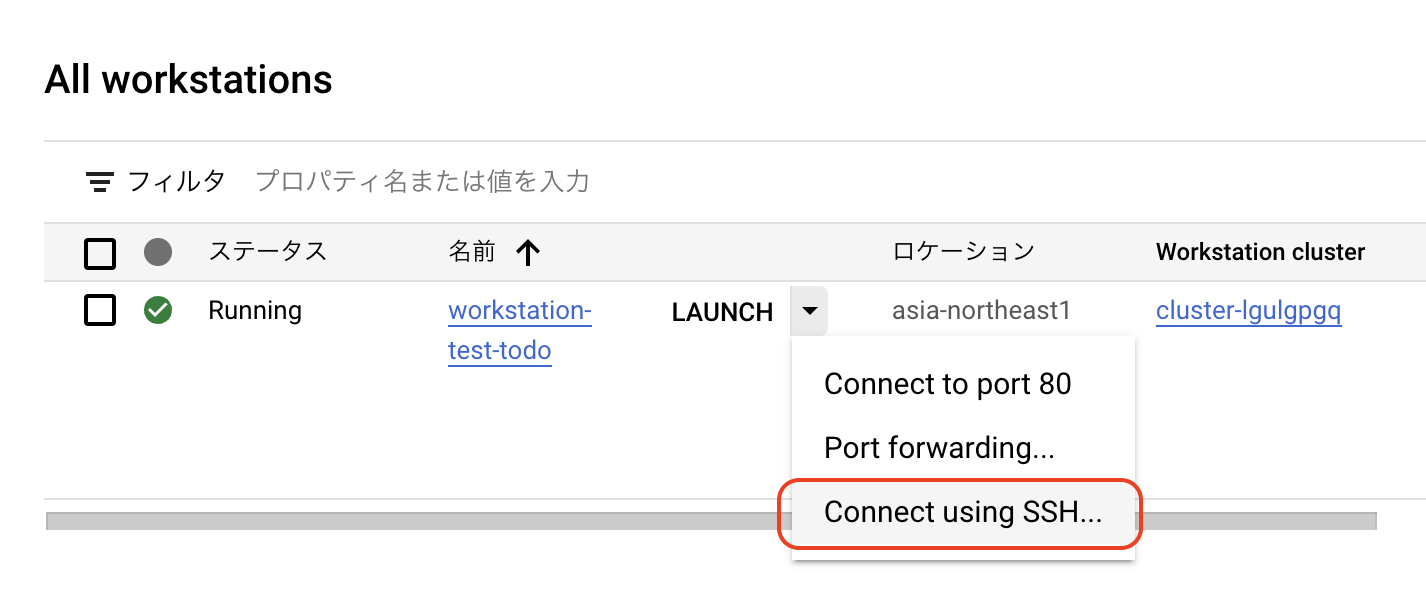 All workstations
フィルタ プロパティ名または値を入力
ステータス 名前 ロケーション Workstation cluster
Running workstation- LAUNCH asia-northeast1 cluster-lgulgpgq
test-todo
Connect to port 80
Port forwarding...
Connect using SSH...